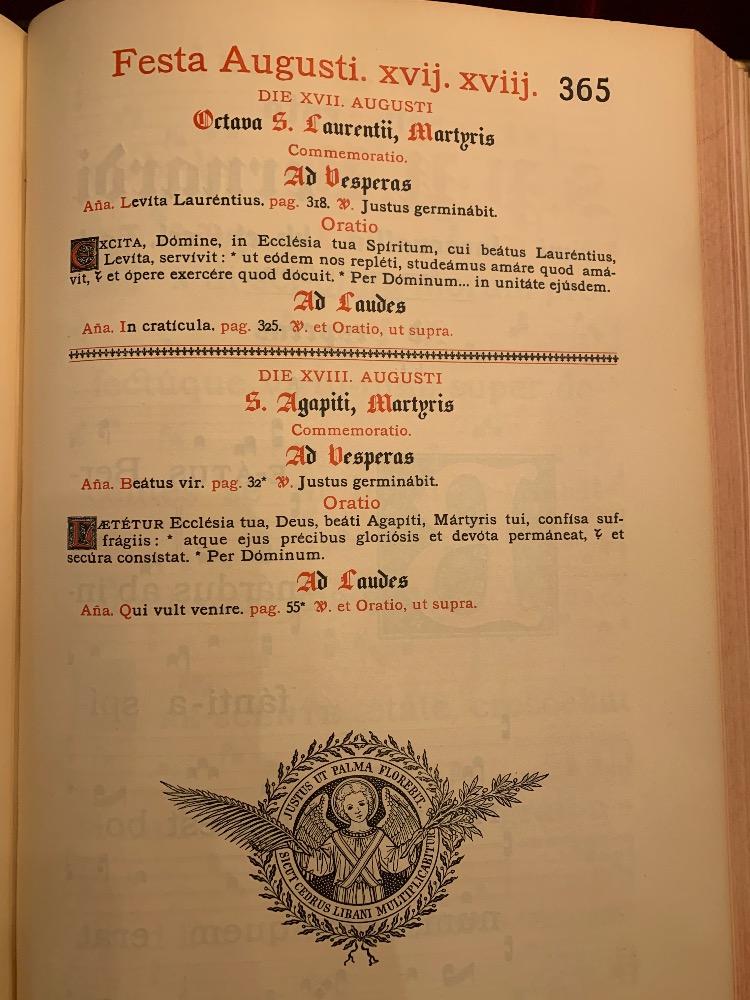 Festa Augusti. xvij. xviij. 365
DIE XVII. AUGUSTI
Octava S. Laurentii, Martyris
Commemoratio.
Ad Vesperas
Aña. Levíta Lauréntius. pag. 318. ℣. Justus germinábit.
Oratio
EXCITA, Dómine, in Ecclésia tua Spíritum, cui beátus Lauréntius,
Levíta, servívit : * ut eódem nos repléti, studeámus amáre quod amá-
vit, ⁊ et ópere exercére quod dócuit. * Per Dóminum... in unitáte ejúsdem.
Ad Laudes
Aña. In cratícula. pag. 325. ℣. et Oratio, ut supra.
DIE XVIII. AUGUSTI
S. Agapiti, Martyris
Commemoratio.
Ad Vesperas
Aña. Beátus vir. pag. 32* ℣. Justus germinábit.
Oratio
LÆTÉTUR Ecclésia tua, Deus, beáti Agapíti, Mártyris tui, confísa suf-
frágiis : * atque ejus précibus gloriósis et devóta permáneat, ⁊ et
secúra consístat. * Per Dóminum.
Ad Laudes
Aña. Qui vult veníre. pag. 55* ℣. et Oratio, ut supra.
JUSTUS UT PALMA FLOREBIT.
SICUT CEDRUS LIBANI MULTIPLICABITUR